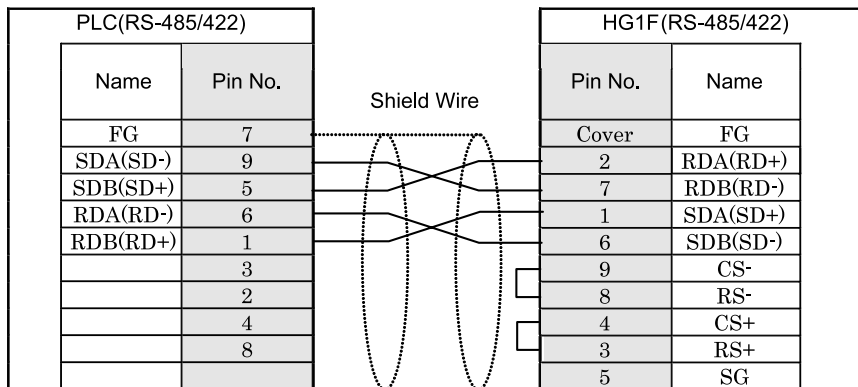 PLC(RS-485/422) HG1F(RS-485/422)
Name Pin No. Shield Wire Pin No. Name
FG 7 Cover FG
SDA(SD-) 9 2 RDA(RD+)
SDB(SD+) 5 7 RDB(RD-)
RDA(RD-) 6 1 SDA(SD+)
RDB(RD+) 1 6 SDB(SD-)
3 9 CS-
2 8 RS-
4 4 CS+
8 3 RS+
5 SG